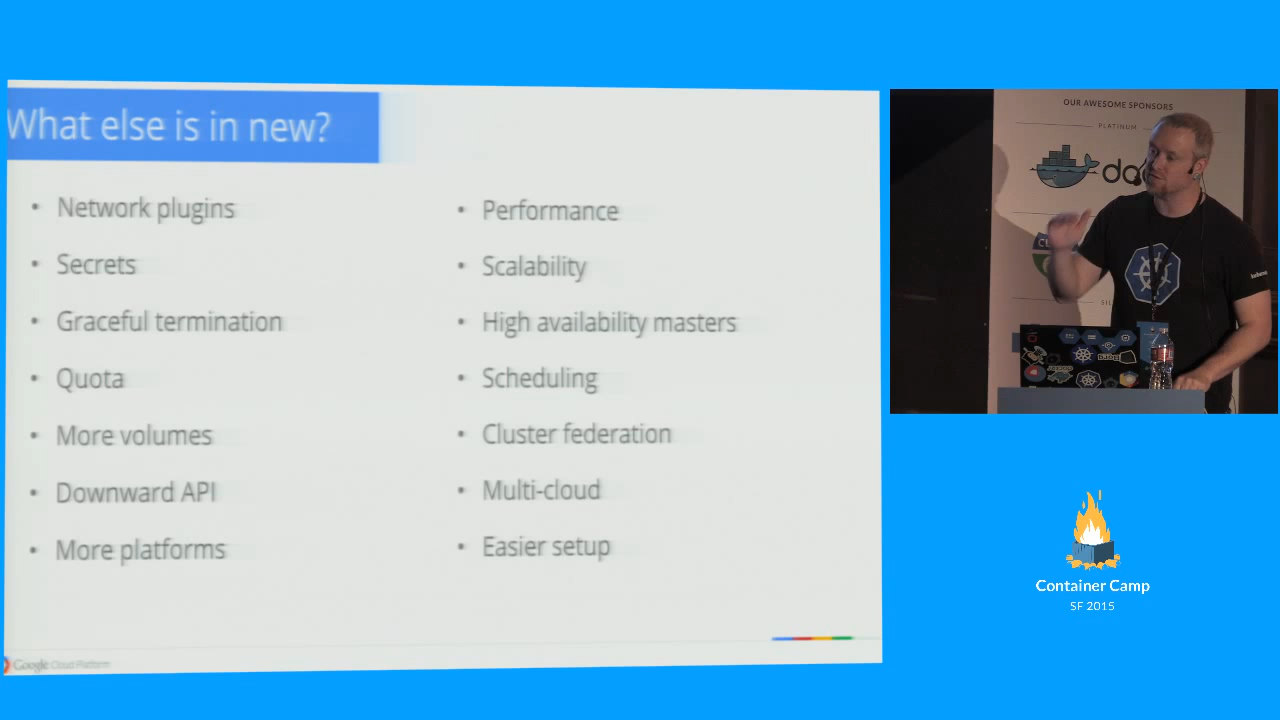 What else is in new?
• Network plugins
• Secrets
• Graceful termination
• Quota
• More volumes
• Downward API
• More platforms
• Performance
• Scalability
• High availability masters
• Scheduling
• Cluster federation
• Multi-cloud
• Easier setup
Google Cloud Platform
OUR AWESOME SPONSORS
PLATINUM
Container Camp
SF 2015